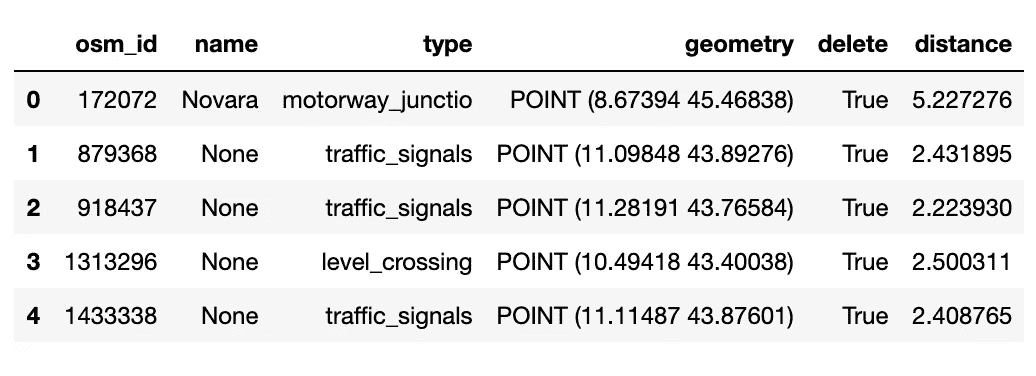 osm_id name type geometry delete distance
0 172072 Novara motorway_junctio POINT (8.67394 45.46838) True 5.227276
1 879368 None traffic_signals POINT (11.09848 43.89276) True 2.431895
2 918437 None traffic_signals POINT (11.28191 43.76584) True 2.223930
3 1313296 None level_crossing POINT (10.49418 43.40038) True 2.500311
4 1433338 None traffic_signals POINT (11.11487 43.87601) True 2.408765